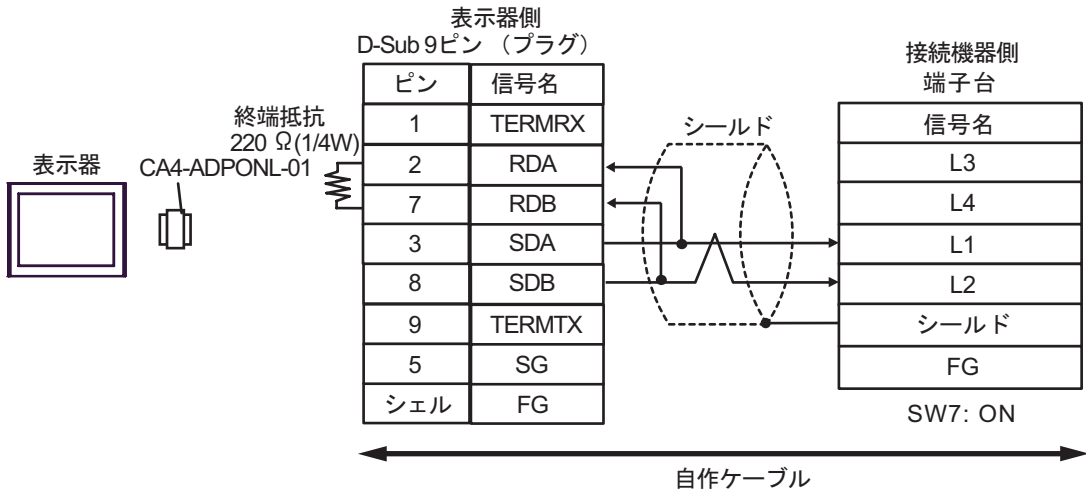 表示器側
D-Sub 9ピン （プラグ）
接続機器側
端子台
終端抵抗
220 Ω(1/4W)
表示器
CA4-ADPONL-01
シールド
ピン 信号名
1 TERMRX
2 RDA
7 RDB
3 SDA
8 SDB
9 TERMTX
5 SG
シェル FG
信号名
L3
L4
L1
L2
シールド
FG
SW7: ON
自作ケーブル